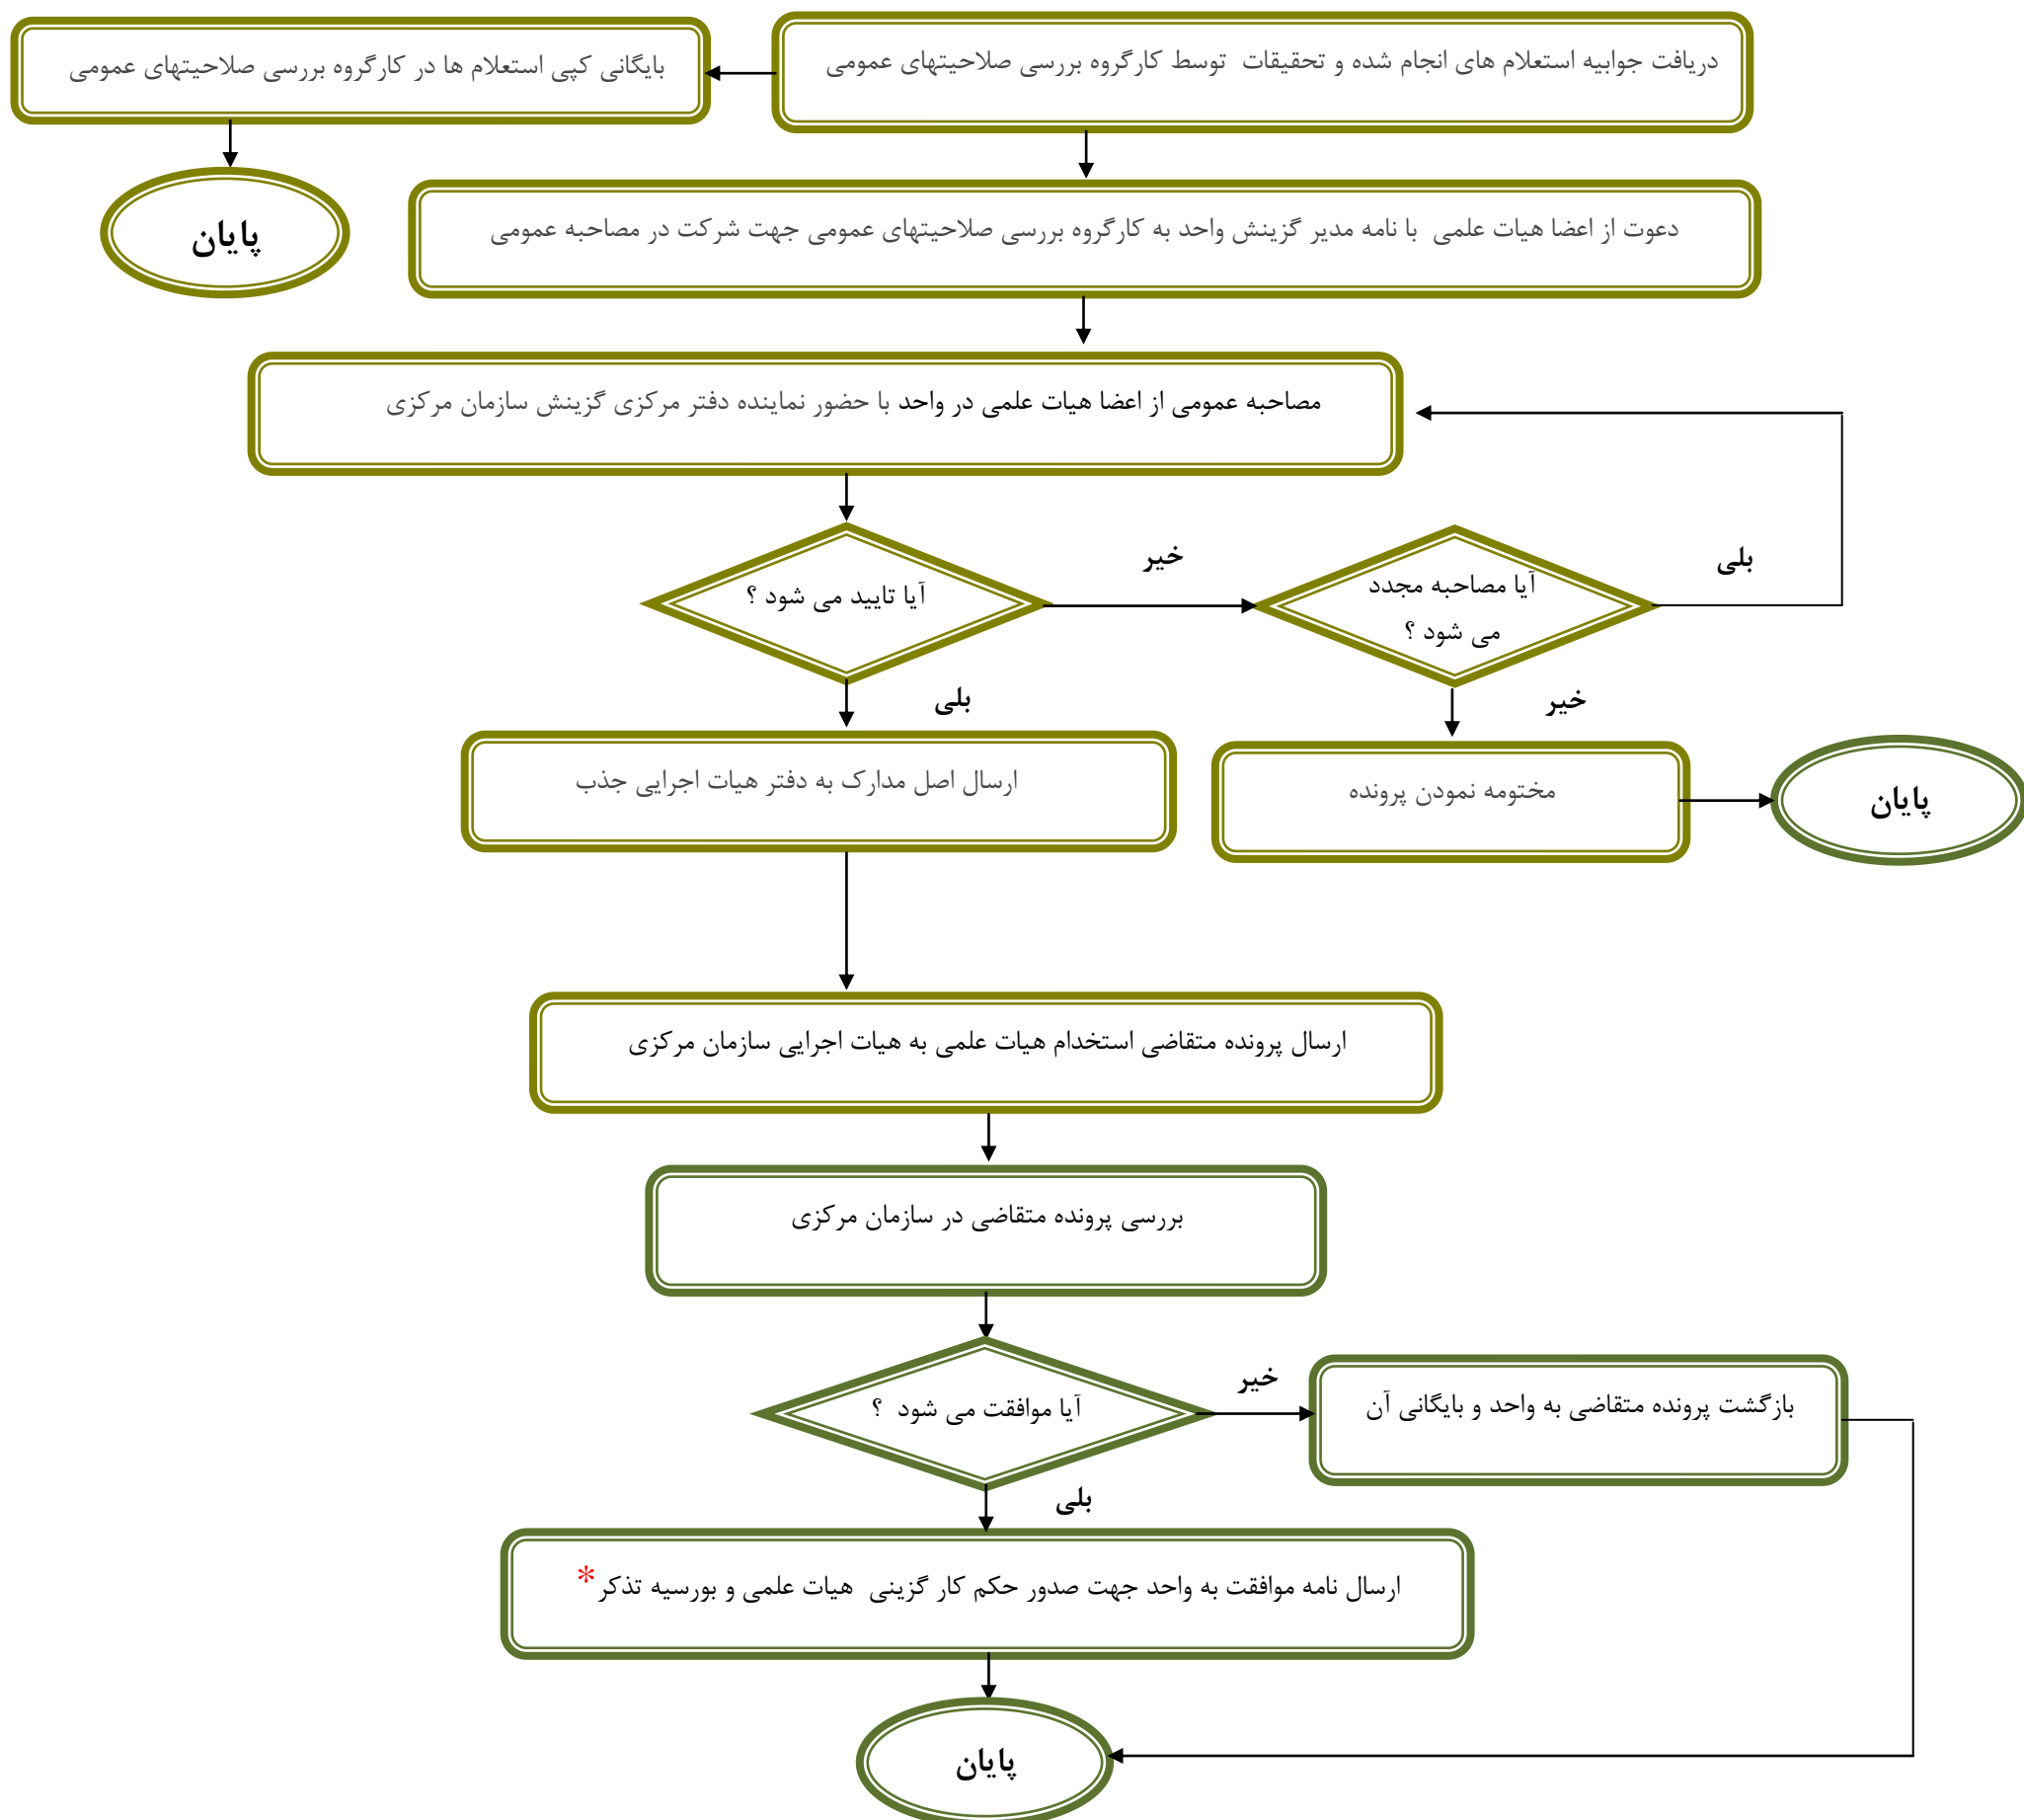 دریافت جوابیه استعلام های انجام شده و تحقیقات توسط کارگروه بررسی صلاحیتهای عمومی
بایگانی کپی استعلام ها در کارگروه بررسی صلاحیتهای عمومی
پایان
دعوت از اعضا هیات علمی با نامه مدیر گزینش واحد به کارگروه بررسی صلاحیتهای عمومی جهت شرکت در مصاحبه عمومی
مصاحبه عمومی از اعضا هیات علمی در واحد با حضور نماینده دفتر مرکزی گزینش سازمان مرکزی
آیا تایید می شود ؟
خیر
آیا مصاحبه مجدد
می شود ؟
بلی
بلی
خیر
ارسال اصل مدارک به دفتر هیات اجرایی جذب
مختومه نمودن پرونده
پایان
ارسال پرونده متقاضی استخدام هیات علمی به هیات اجرایی سازمان مرکزی
بررسی پرونده متقاضی در سازمان مرکزی
آیا موافقت می شود ؟
خیر
بازگشت پرونده متقاضی به واحد و بایگانی آن
بلی
ارسال نامه موافقت به واحد جهت صدور حکم کار گزینی هیات علمی و بورسیه تذکر*
پایان